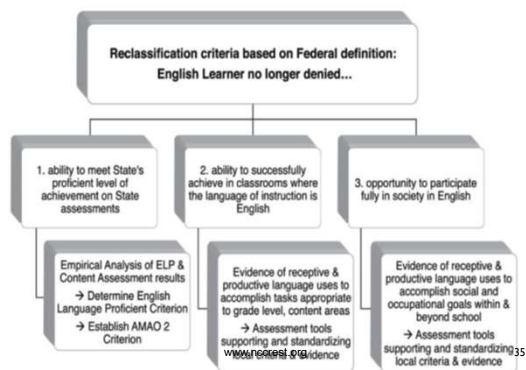 Reclassification criteria based on Federal definition:
English Learner no longer denied...
1. ability to meet State's
proficient level of
achievement on State
assessments
2. ability to successfully
achieve in classrooms where
the language of instruction is
English
3. opportunity to participate
fully in society in English
Empirical Analysis of ELP &
Content Assessment results
→ Determine English
Language Proficient Criterion
→ Establish AMAO 2
Criterion
Evidence of receptive &
productive language uses to
accomplish tasks appropriate
to grade level, content areas
→ Assessment tools
supporting and standardizing
local criteria & evidence
Evidence of receptive &
productive language uses to
accomplish social and
occupational goals within &
beyond school
→ Assessment tools
supporting and standardizing
local criteria & evidence
www.nccrest.org
35